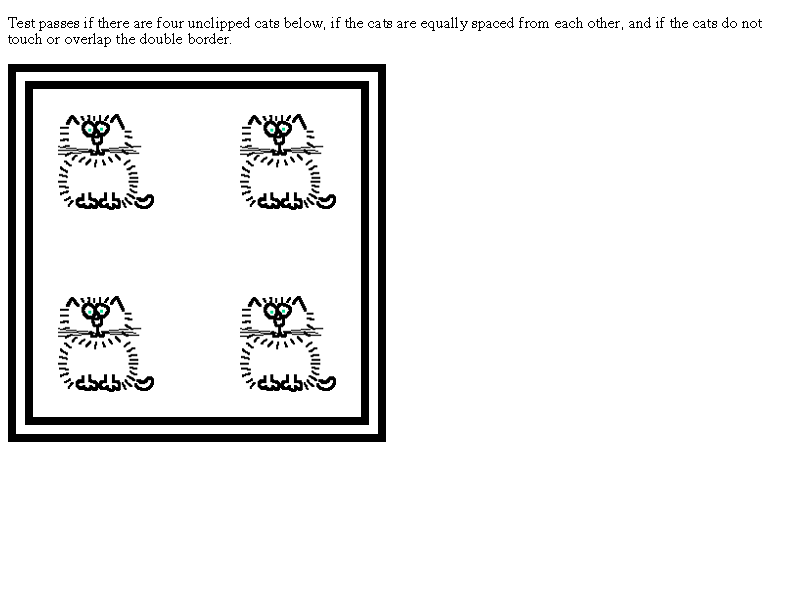 Test passes if there are four unclipped cats below, if the cats are equally spaced from each other, and if the cats do not
touch or overlap the double border.